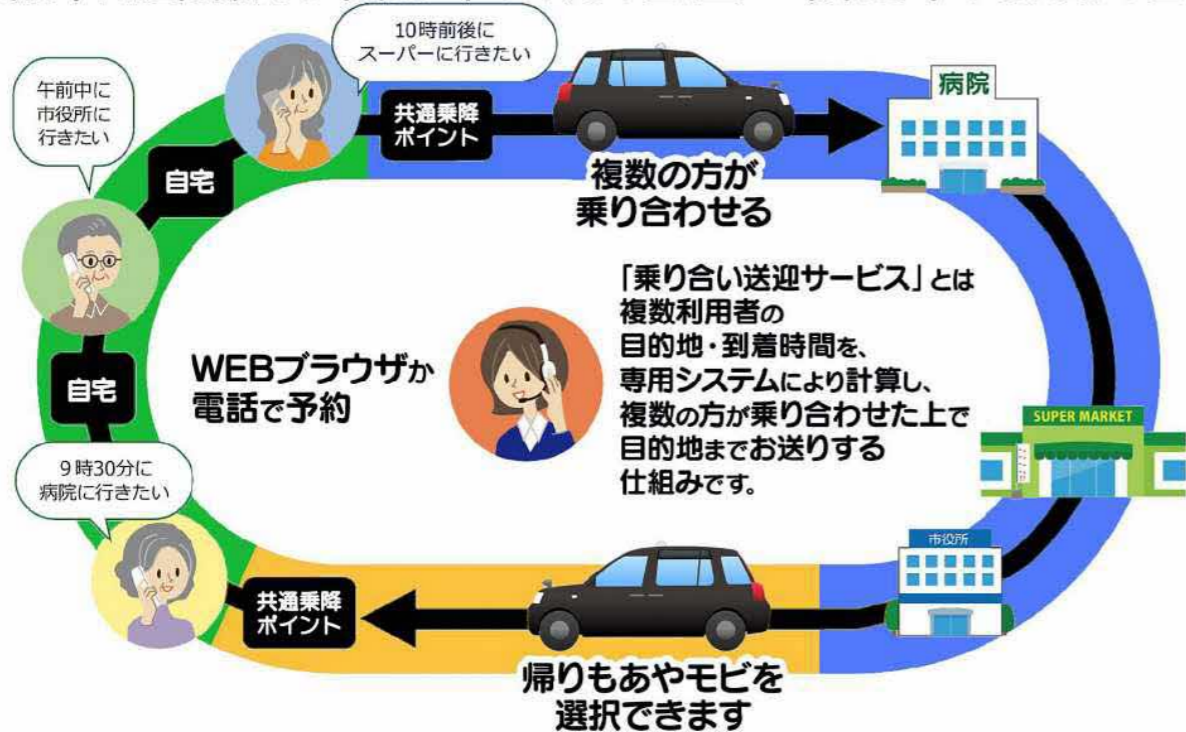 10時前後に
スーパーに行きたい
午前中に
市役所に
行きたい
自宅
共通乗降
ポイント
病院
複数の方が
乗り合わせる
「乗り合い送迎サービス」とは
複数利用者の
目的地・到着時間を、
専用システムにより計算し、
複数の方が乗り合わせた上で
目的地までお送りする
仕組みです。
WEBブラウザか
電話で予約
自宅
SUPER MARKET
9時30分に
病院に行きたい
市役所
共通乗降
ポイント
帰りもあやモビを
選択できます